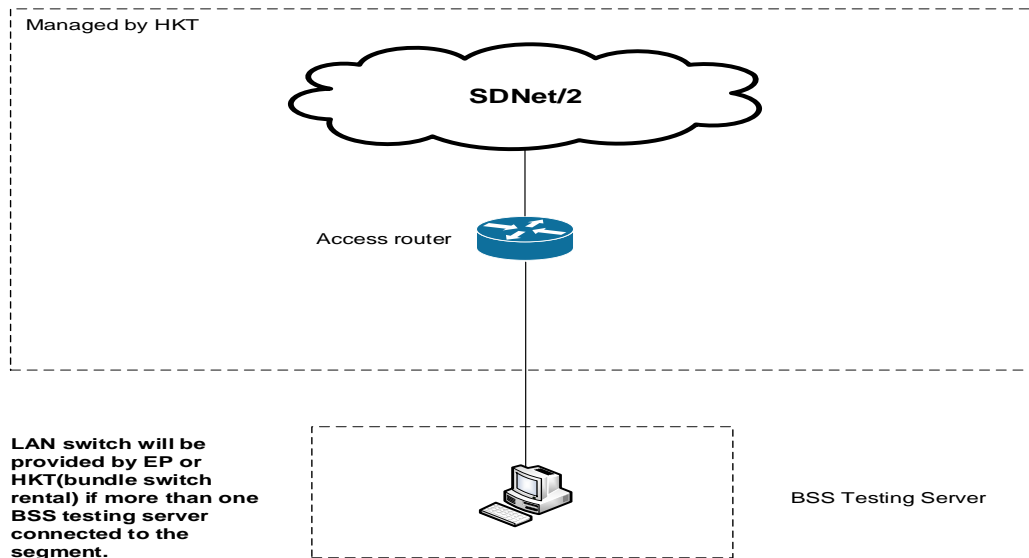 Managed by HKT
SDNet/2
Access router
LAN switch will be
provided by EP or
HKT(bundle switch
rental) if more than one
BSS testing server
connected to the
segment.
BSS Testing Server